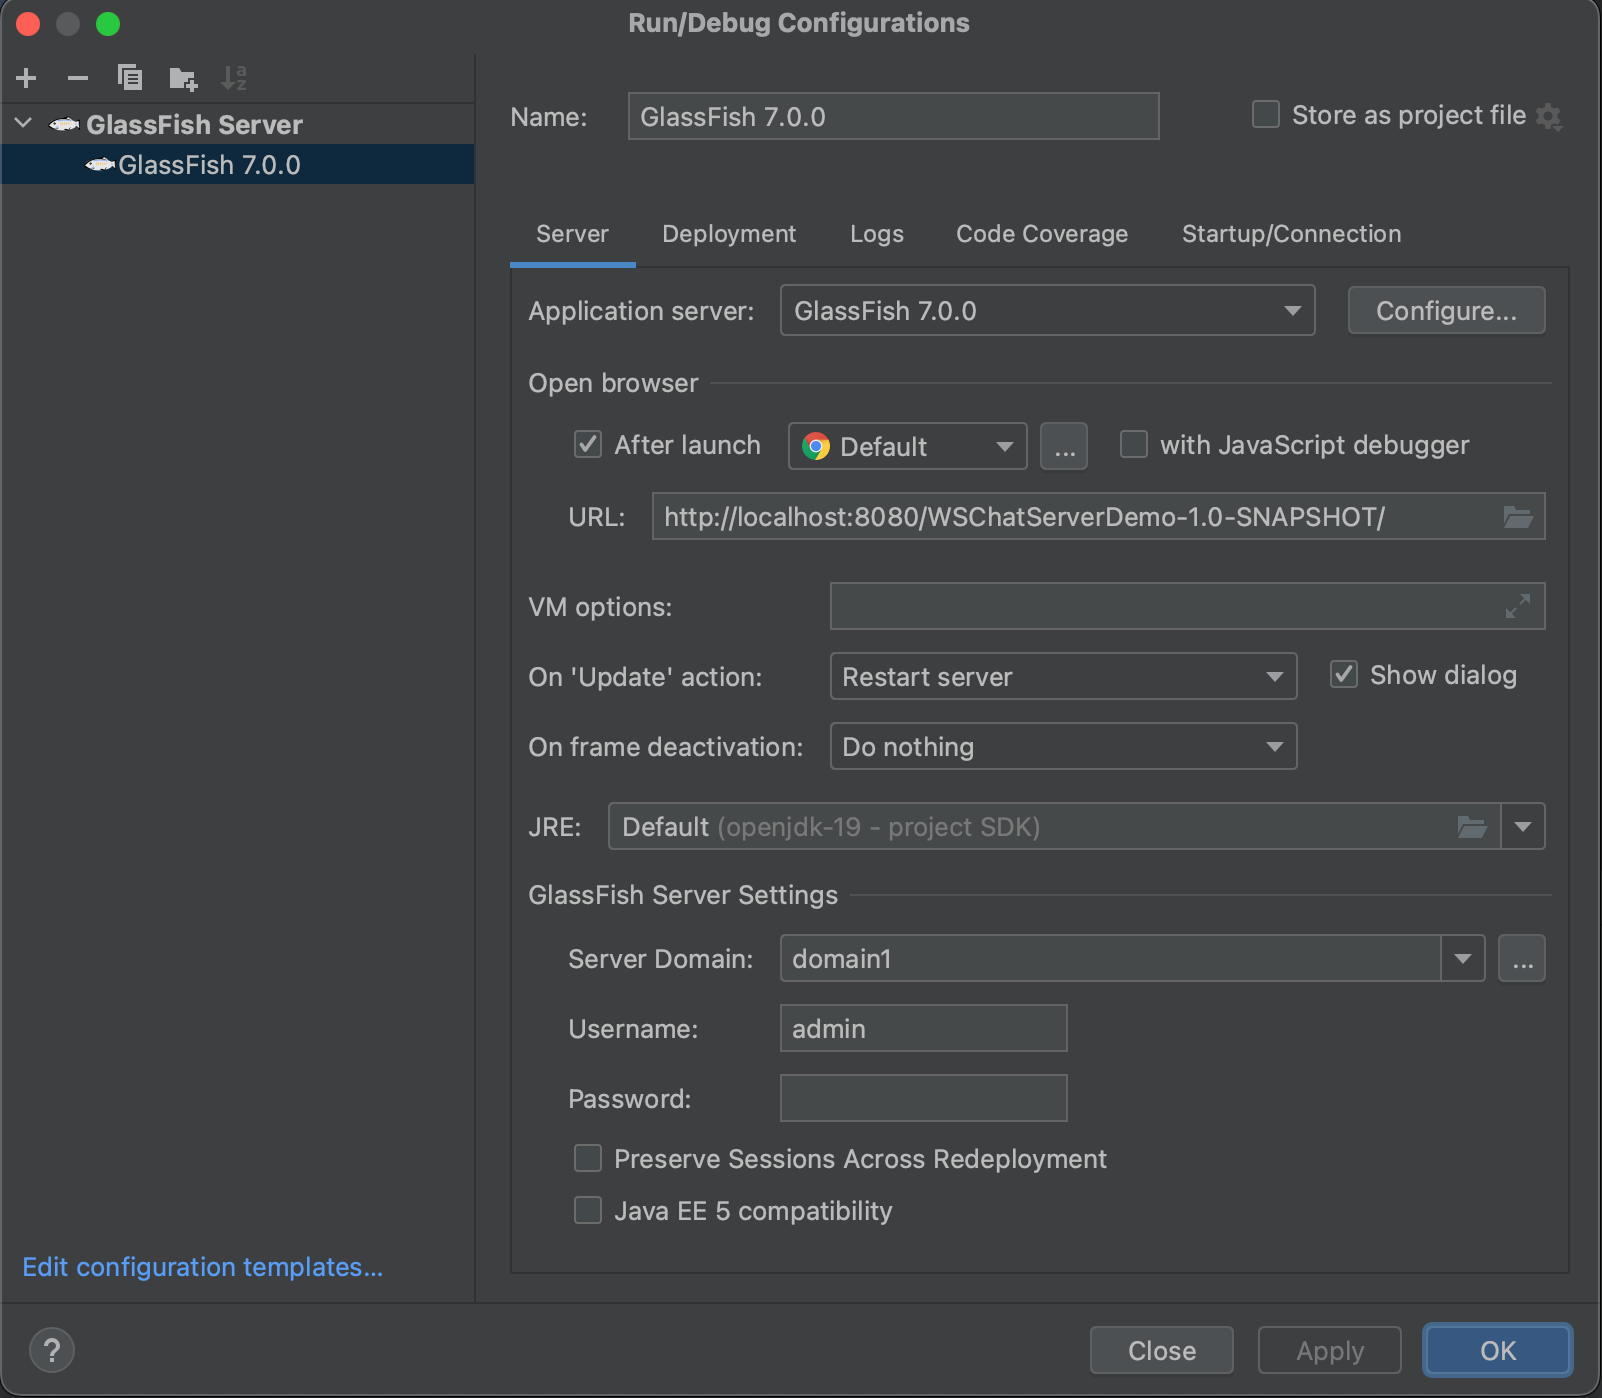 Run/Debug Configurations
GlassFish Server
GlassFish 7.0.0
Edit configuration templates...
Name: GlassFish 7.0.0 Store as project file
Server Deployment Logs Code Coverage Startup/Connection
Application server: GlassFish 7.0.0 Configure...
Open browser
After launch Default ... with JavaScript debugger
URL: http://localhost:8080/WSChatServerDemo-1.0-SNAPSHOT/
VM options:
On 'Update' action: Restart server Show dialog
On frame deactivation: Do nothing
JRE: Default (openjdk-19 - project SDK)
GlassFish Server Settings
Server Domain: domain1 ...
Username: admin
Password:
Preserve Sessions Across Redeployment
Java EE 5 compatibility
? Close Apply OK